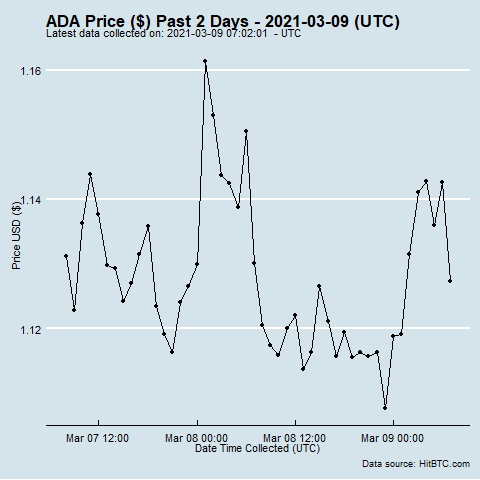 ADA Price ($) Past 2 Days - 2021-03-09 (UTC)
Latest data collected on: 2021-03-09 07:02:01 - UTC
1.16
1.14
1.12
Price USD ($)
Mar 07 12:00 Mar 08 00:00 Mar 08 12:00 Mar 09 00:00
Date Time Collected (UTC)
Data source: HitBTC.com